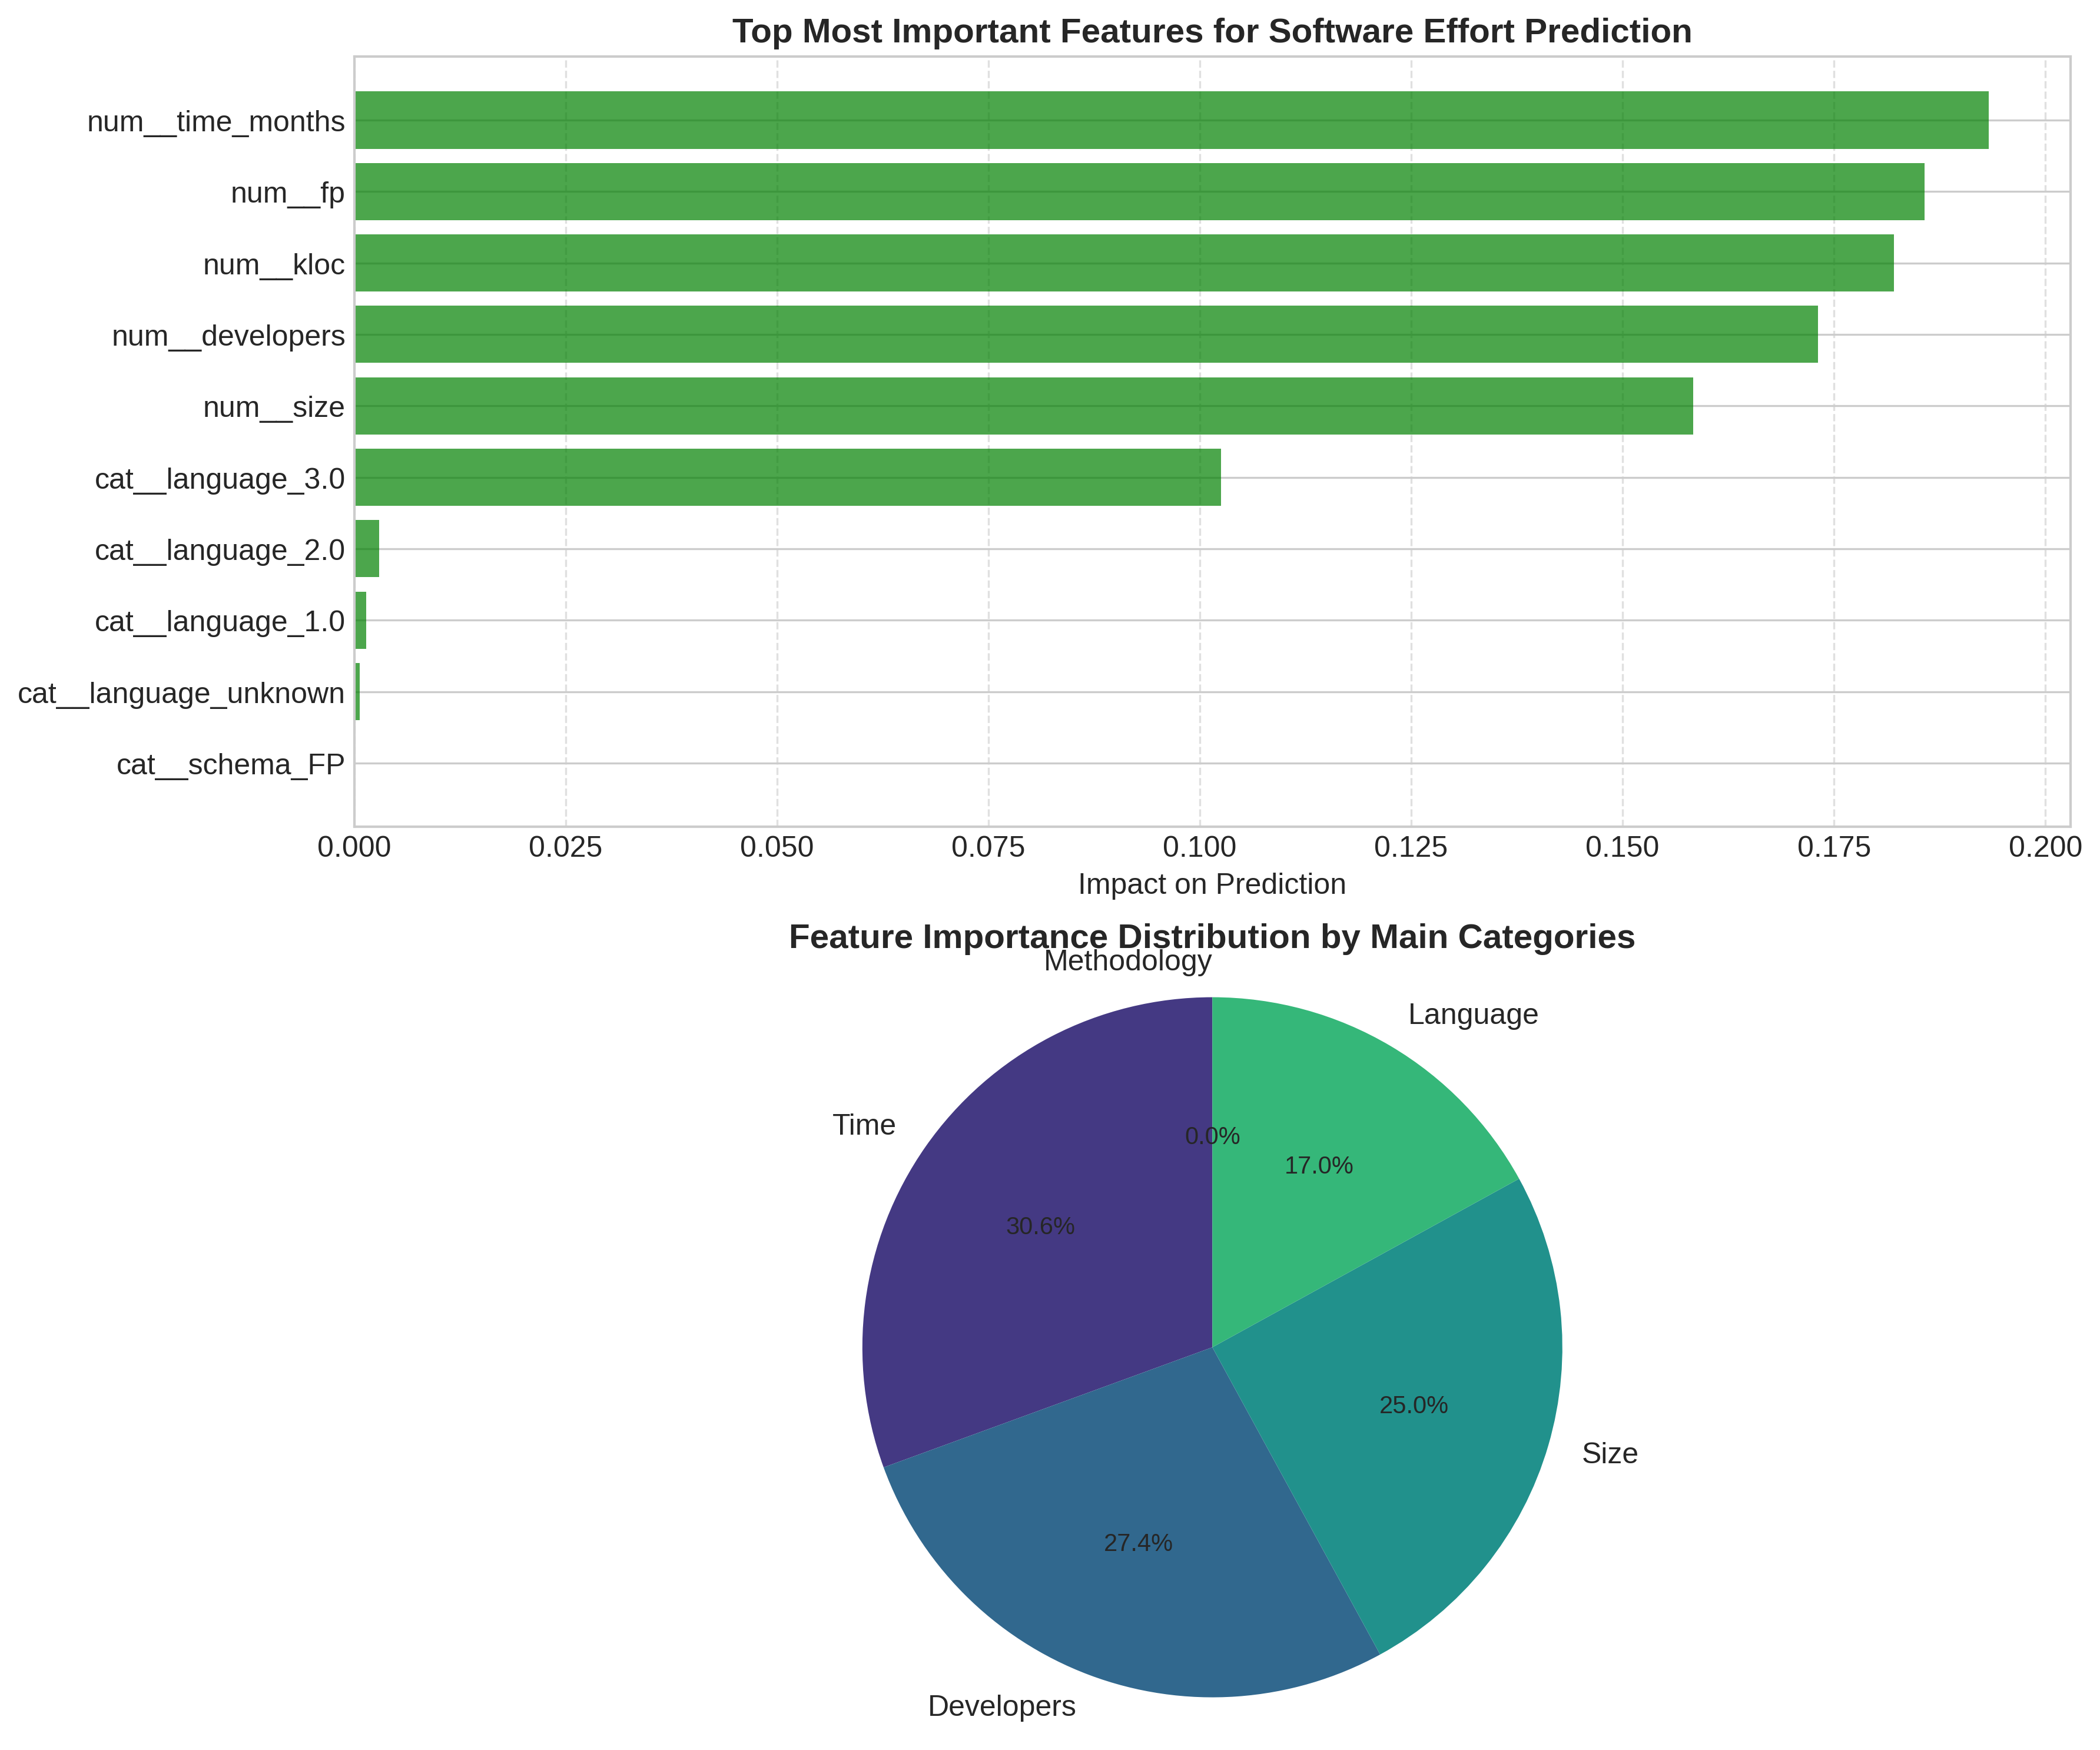 Top Most Important Features for Software Effort Prediction
num__time_months
num__fp
num__kloc
num__developers
num__size
cat__language_3.0
cat__language_2.0
cat__language_1.0
cat__language_unknown
cat__schema_FP
0.000 0.025 0.050 0.075 0.100 0.125 0.150 0.175 0.200
Impact on Prediction
Feature Importance Distribution by Main Categories
Methodology
Language
Time
0.0%
17.0%
30.6%
25.0%
Size
27.4%
Developers